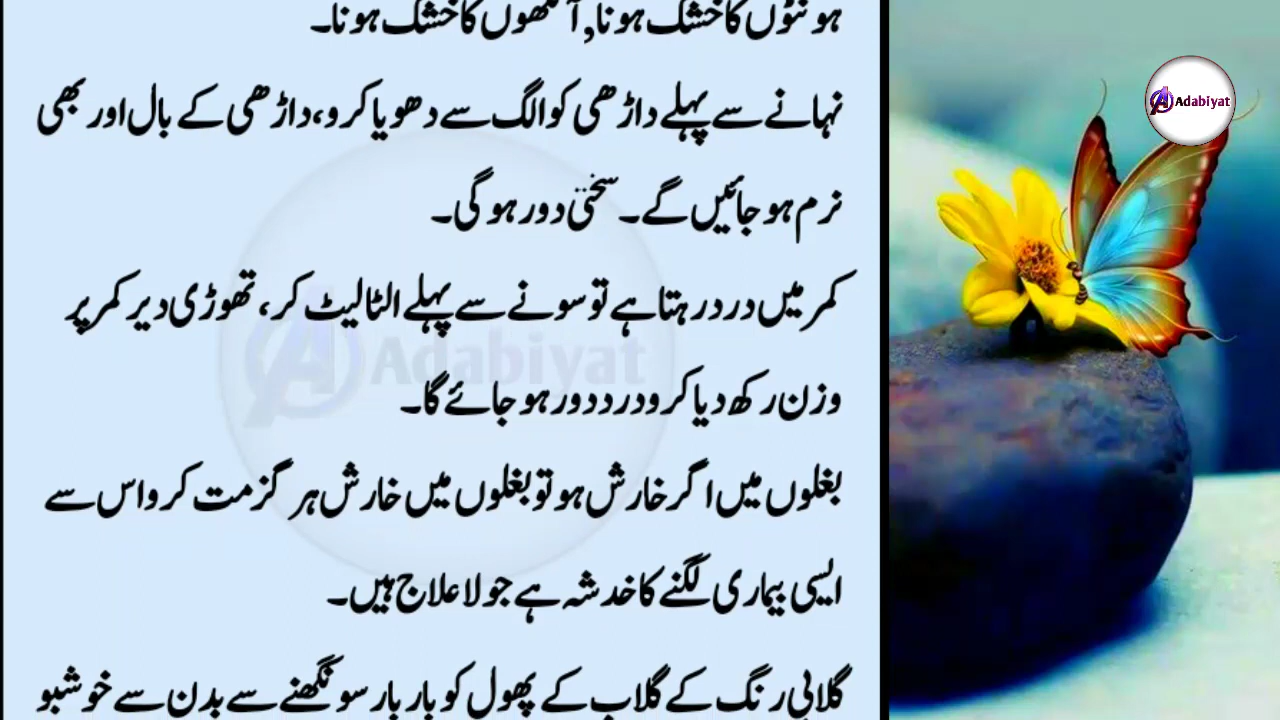 ہونٹوں کا خشک ہونا, آنکھوں کا خشک ہونا۔
نہانے سے پہلے داڑھی کو الگ سے دھویا کرو، داڑھی کے بال اور بھی
نرم ہو جائیں گے۔ سختی دور ہو گی۔
کمر میں درد رہتا ہے تو سونے سے پہلے الٹا لیٹ کر، تھوڑی دیر کمر پر
وزن رکھ دیا کرو درد دور ہو جائے گا۔
بغلوں میں اگر خارش ہو تو بغلوں میں خارش ہر گز مت کرو اس سے
ایسی بیماری لگنے کا خدشہ ہے جو لا علاج ہیں۔
گلابی رنگ کے گلاب کے پھول کو بار بار سونگھنے سے بدن سے خوشبو
Adabiyat
Adabiyat